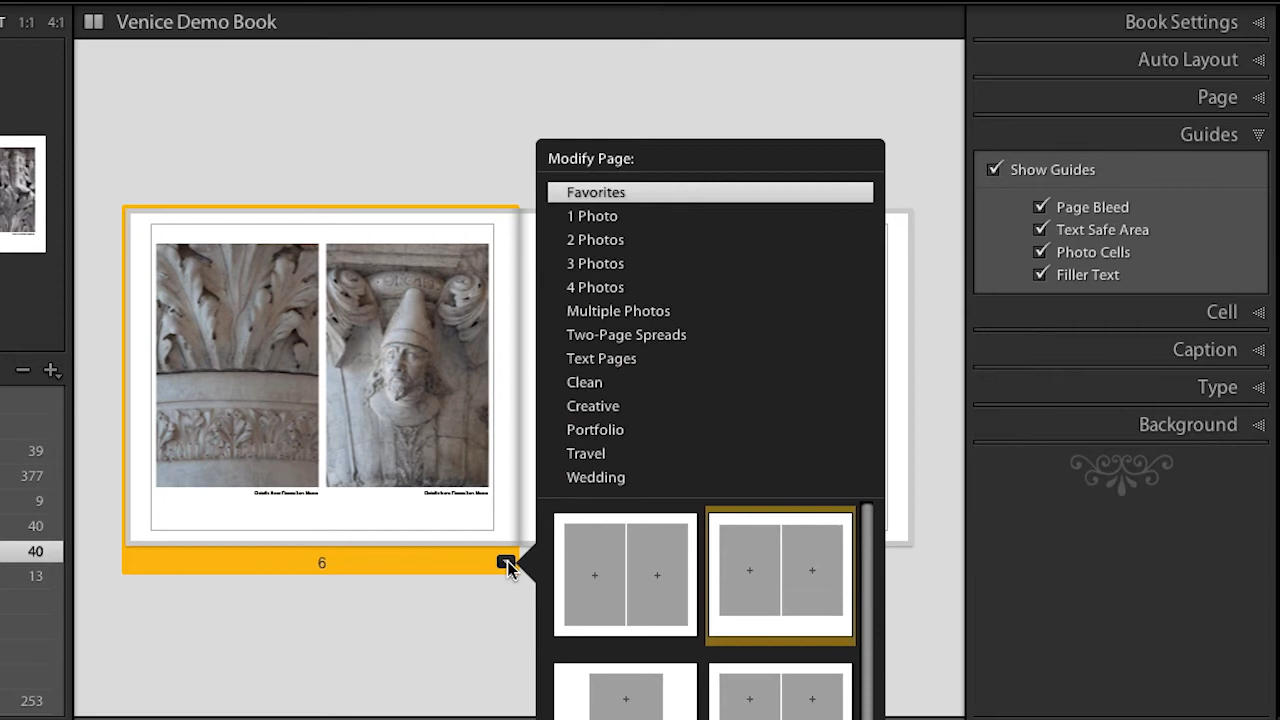 T 1:1 4:1
Venice Demo Book
39
377
9
40
40
13
253
6
Modify Page:
Favorites
1 Photo
2 Photos
3 Photos
4 Photos
Multiple Photos
Two-Page Spreads
Text Pages
Clean
Creative
Portfolio
Travel
Wedding
Book Settings
Auto Layout
Page
Guides
Show Guides
Page Bleed
Text Safe Area
Photo Cells
Filler Text
Cell
Caption
Type
Background